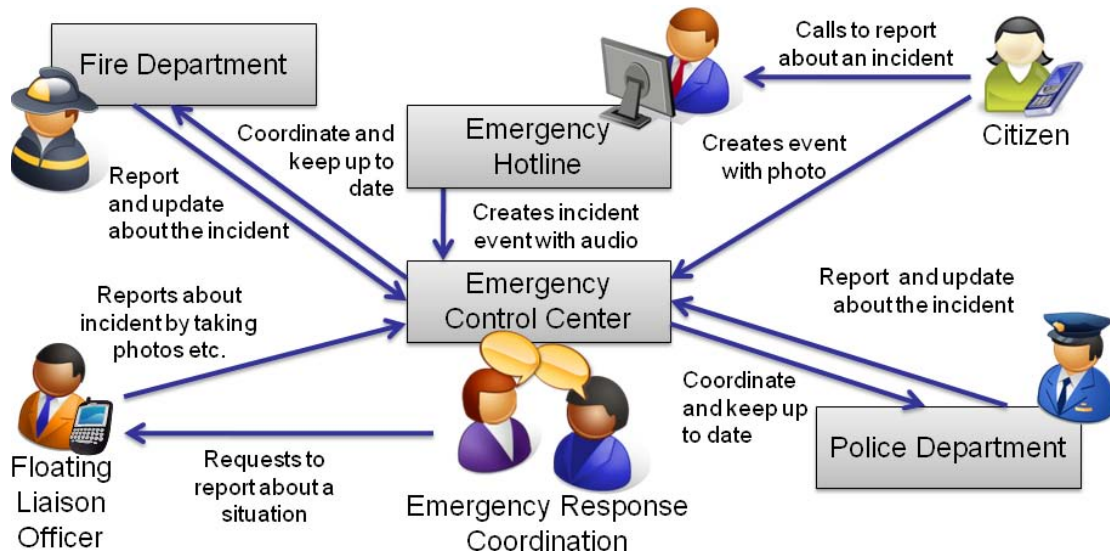 Fire Department
Calls to report
about an incident
Citizen
Emergency
Hotline
Coordinate and
keep up to
date
Creates event
with photo
Report
and update
about the incident
Creates incident
event with audio
Emergency
Control Center
Report and update
about the incident
Reports about
incident by taking
photos etc.
Coordinate
and keep up
to date
Police Department
Floating
Liaison
Officer
Requests to
report about a
situation
Emergency Response
Coordination